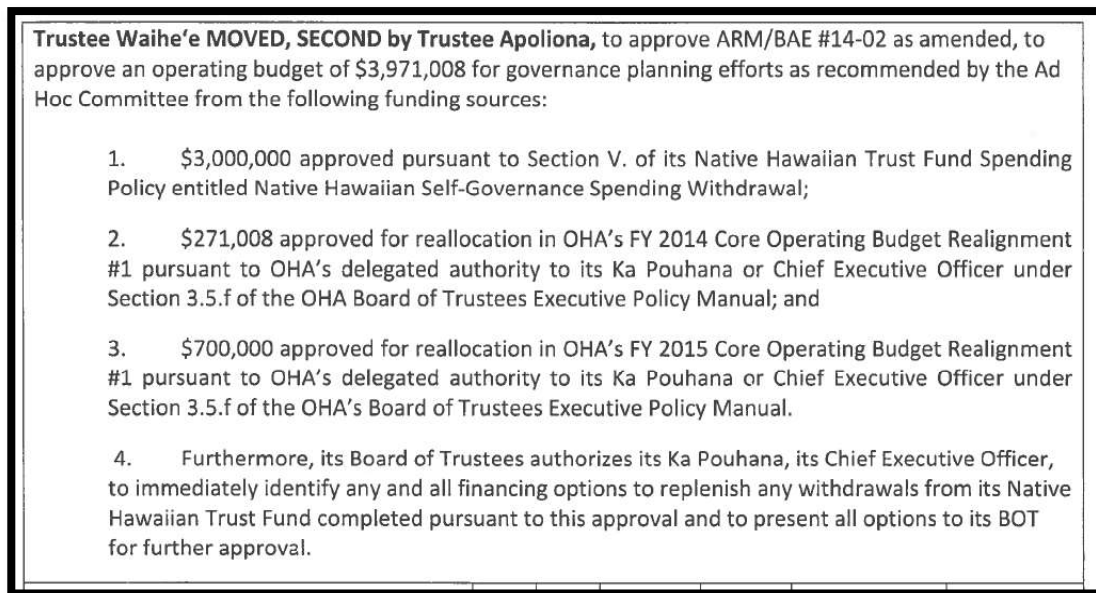 Trustee Waihe‘e MOVED, SECOND by Trustee Apoliona, to approve ARM/BAE #14-02 as amended, to
approve an operating budget of $3,971,008 for governance planning efforts as recommended by the Ad
Hoc Committee from the following funding sources:
1. $3,000,000 approved pursuant to Section V. of its Native Hawaiian Trust Fund Spending
Policy entitled Native Hawaiian Self-Governance Spending Withdrawal;
2. $271,008 approved for reallocation in OHA's FY 2014 Core Operating Budget Realignment
#1 pursuant to OHA's delegated authority to its Ka Pouhana or Chief Executive Officer under
Section 3.5.f of the OHA Board of Trustees Executive Policy Manual; and
3. $700,000 approved for reallocation in OHA's FY 2015 Core Operating Budget Realignment
#1 pursuant to OHA's delegated authority to its Ka Pouhana or Chief Executive Officer under
Section 3.5.f of the OHA's Board of Trustees Executive Policy Manual.
4. Furthermore, its Board of Trustees authorizes its Ka Pouhana, its Chief Executive Officer,
to immediately identify any and all financing options to replenish any withdrawals from its Native
Hawaiian Trust Fund completed pursuant to this approval and to present all options to its BOT
for further approval.